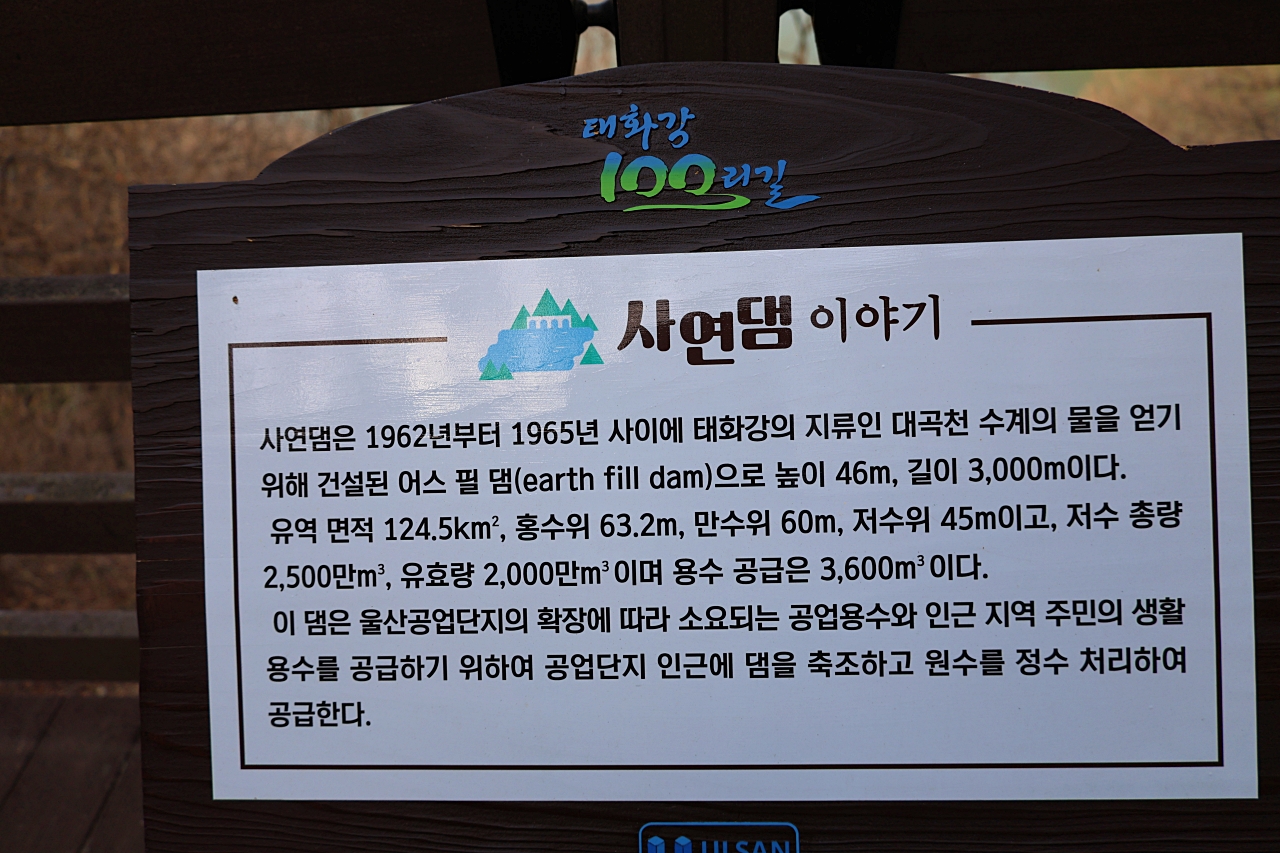 태화강
100리길
사연댐 이야기
사연댐은 1962년부터 1965년 사이에 태화강의 지류인 대곡천 수계의 물을 얻기
위해 건설된 어스 필 댐(earth fill dam)으로 높이 46m, 길이 3,000m이다.
유역 면적 124.5km², 홍수위 63.2m, 만수위 60m, 저수위 45m이고, 저수 총량
2,500만m³, 유효량 2,000만m³이며 용수 공급은 3,600m³이다.
이 댐은 울산공업단지의 확장에 따라 소요되는 공업용수와 인근 지역 주민의 생활
용수를 공급하기 위하여 공업단지 인근에 댐을 축조하고 원수를 정수 처리하여
공급한다.
ULSAN